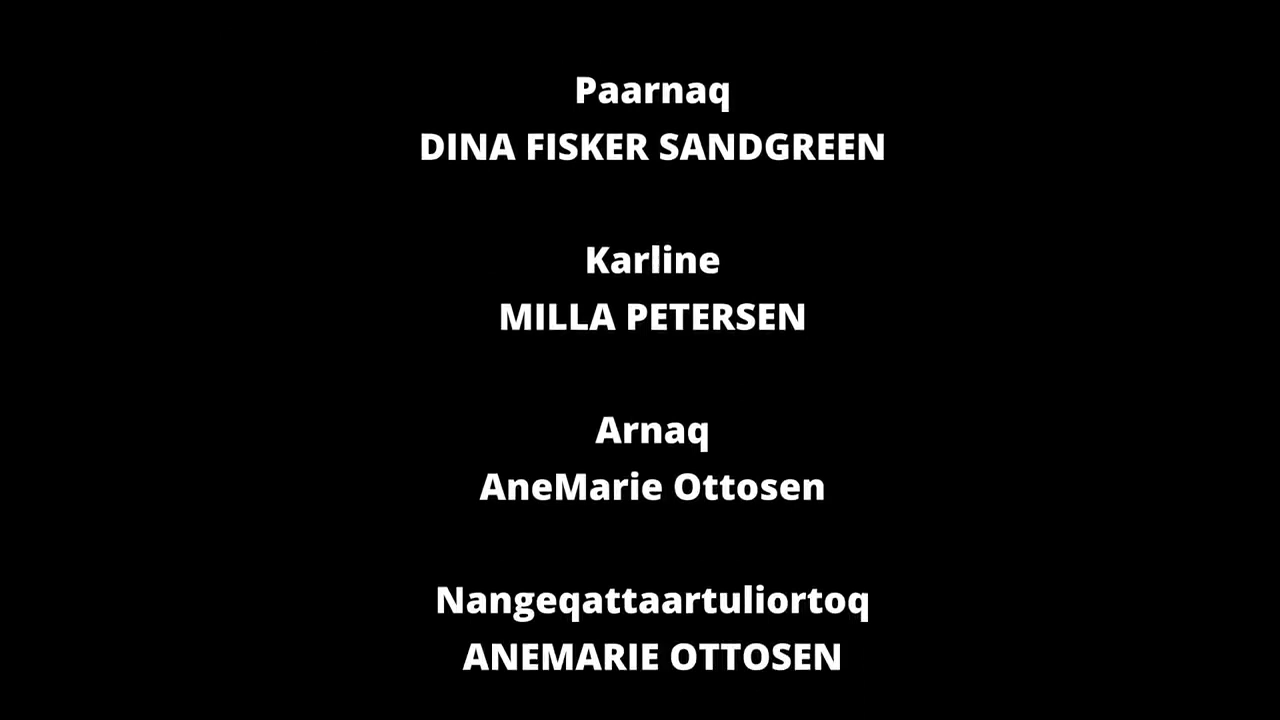 Paarnaq
DINA FISKER SANDGREEN
Karline
MILLA PETERSEN
Arnaq
AneMarie Ottosen
Nangeqattaartuliortoq
ANEMARIE OTTOSEN